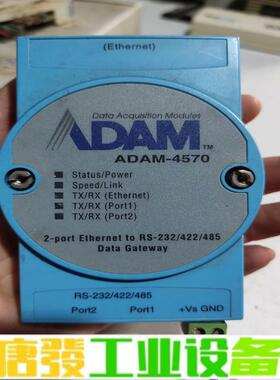 (Ethernet)
Data Acquisition Modules
ADAM™
ADAM-4570
Status/Power
Speed/Link
TX/RX (Ethernet)
TX/RX (Port1)
TX/RX (Port2)
2-port Ethernet to RS-232/422/485
Data Gateway
RS-232/422/485
Port2 Port1 +Vs GND
唐發工业设备